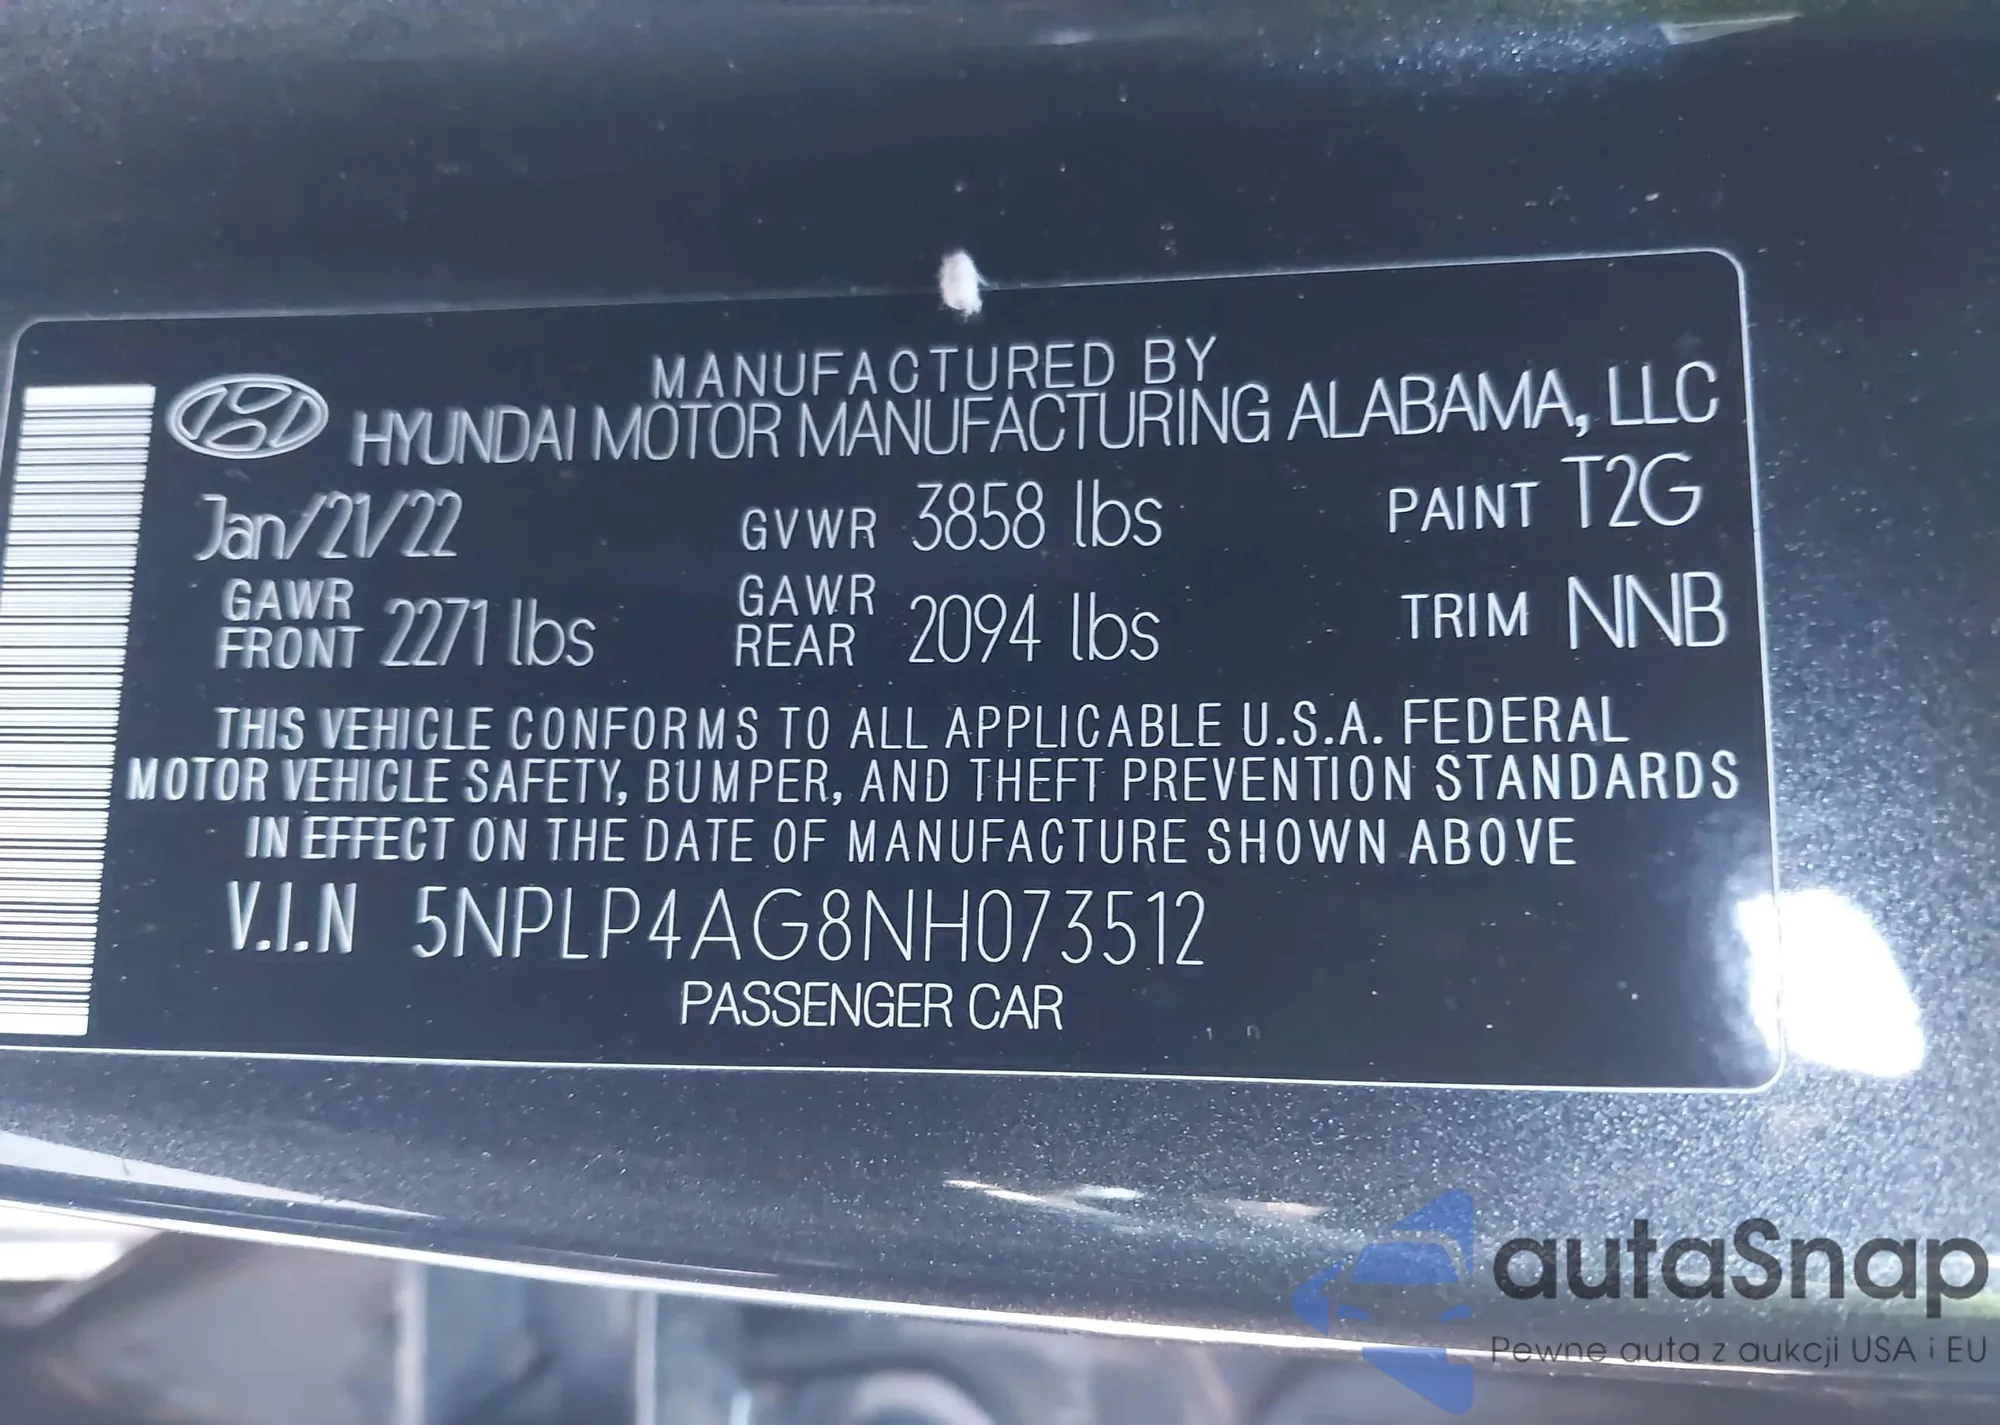 MANUFACTURED BY
HYUNDAI MOTOR MANUFACTURING ALABAMA, LLC
Jan/21/22 GVWR 3858 lbs PAINT T2G
GAWR FRONT 2271 lbs GAWR REAR 2094 lbs TRIM NNB
THIS VEHICLE CONFORMS TO ALL APPLICABLE U.S.A. FEDERAL
MOTOR VEHICLE SAFETY, BUMPER, AND THEFT PREVENTION STANDARDS
IN EFFECT ON THE DATE OF MANUFACTURE SHOWN ABOVE
V.I.N 5NPLP4AG8NH073512
PASSENGER CAR
autaSnap
Pewne auta z aukcji USA i EU